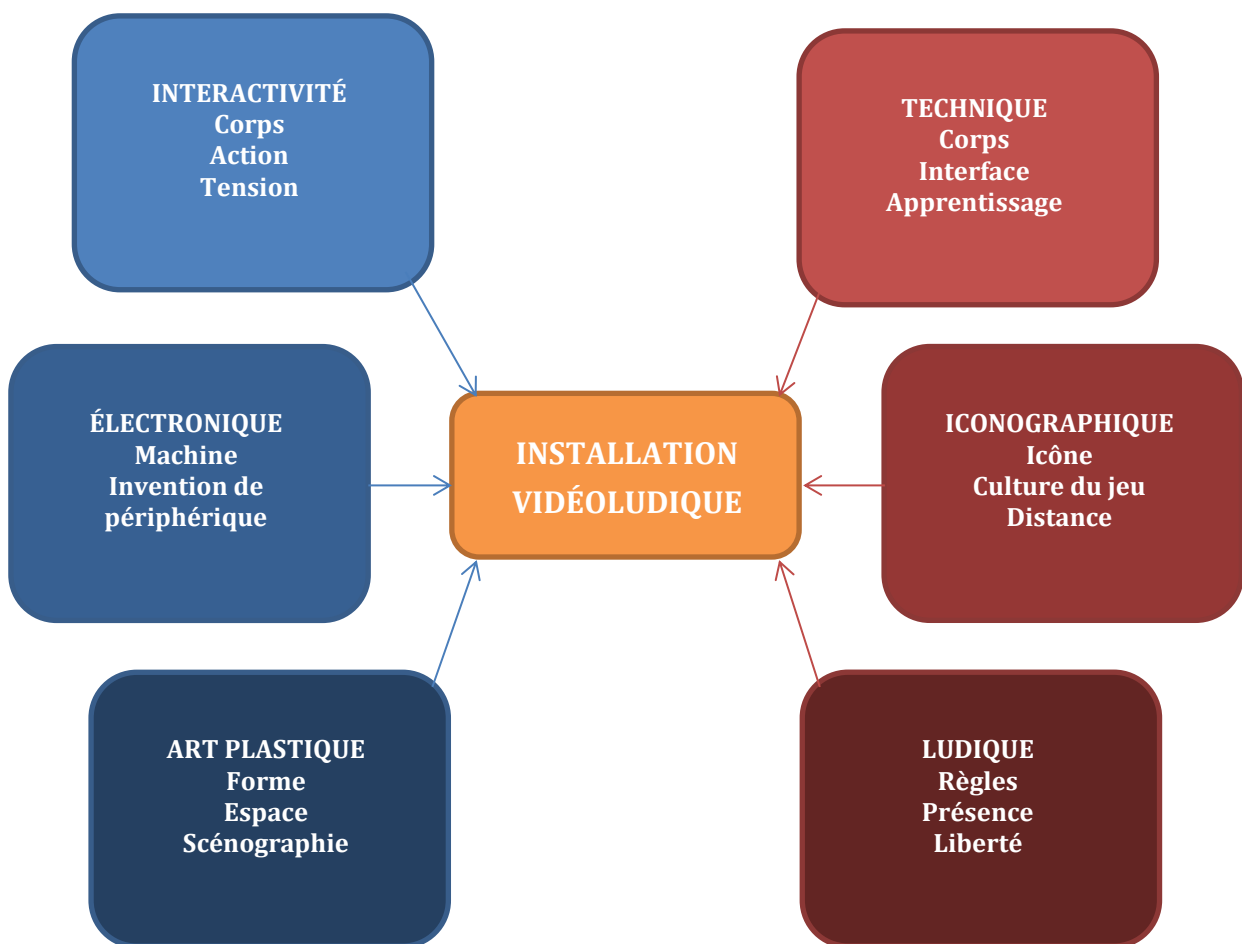 INTERACTIVITÉ
Corps
Action
Tension
TECHNIQUE
Corps
Interface
Apprentissage
ÉLECTRONIQUE
Machine
Invention de
périphérique
INSTALLATION
VIDÉOLUDIQUE
ICONOGRAPHIQUE
Icône
Culture du jeu
Distance
ART PLASTIQUE
Forme
Espace
Scénographie
LUDIQUE
Règles
Présence
Liberté